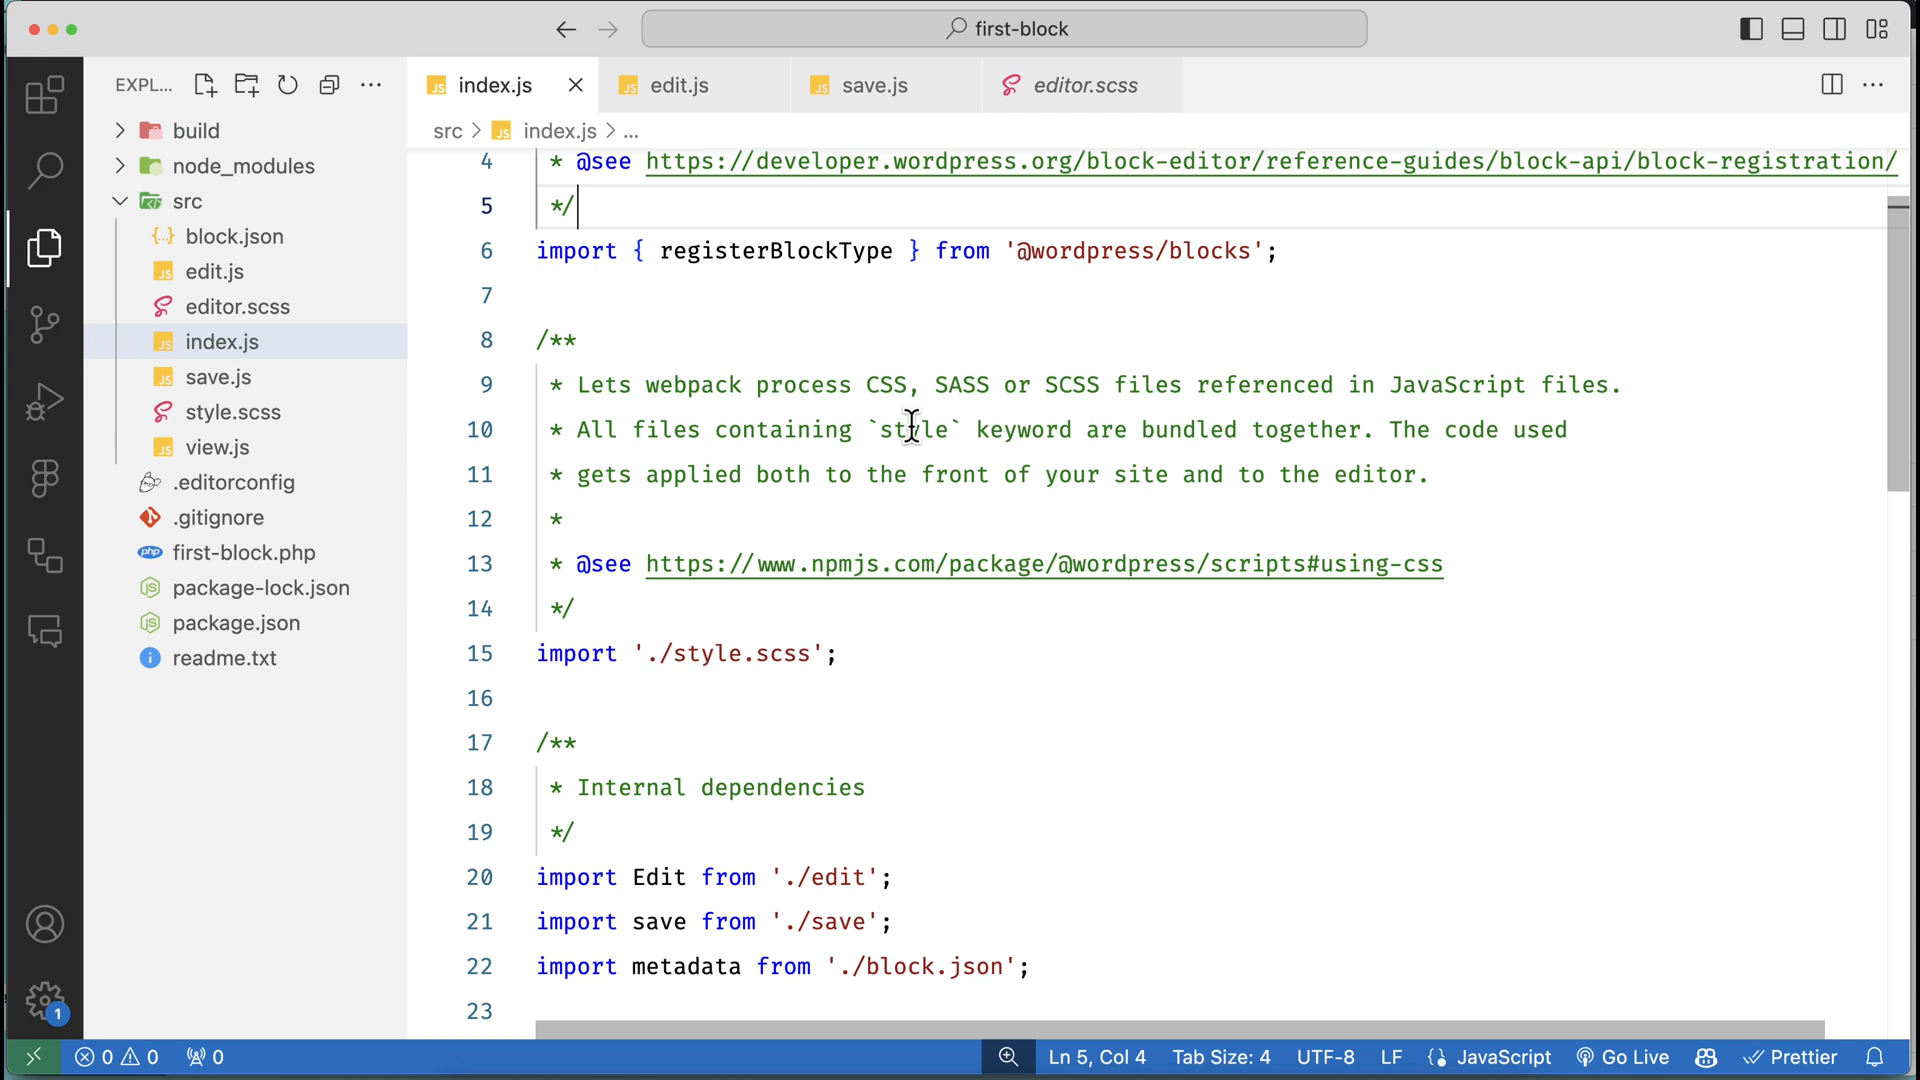 first-block
EXPL...
index.js
edit.js
save.js
editor.scss
build
node_modules
src
block.json
edit.js
editor.scss
index.js
save.js
style.scss
view.js
.editorconfig
.gitignore
first-block.php
package-lock.json
package.json
readme.txt
src > index.js > ...
4 * @see https://developer.wordpress.org/block-editor/reference-guides/block-api/block-registration/
5 */
6 import { registerBlockType } from '@wordpress/blocks';
7
8 /**
9 * Lets webpack process CSS, SASS or SCSS files referenced in JavaScript files.
10 * All files containing `style` keyword are bundled together. The code used
11 * gets applied both to the front of your site and to the editor.
12 *
13 * @see https://www.npmjs.com/package/@wordpress/scripts#using-css
14 */
15 import './style.scss';
16
17 /**
18 * Internal dependencies
19 */
20 import Edit from './edit';
21 import save from './save';
22 import metadata from './block.json';
23
1
0 0 0 Ln 5, Col 4 Tab Size: 4 UTF-8 LF JavaScript Go Live Prettier